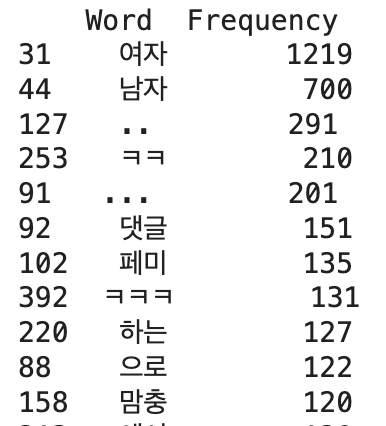 Word Frequency
31 여자 1219
44 남자 700
127 .. 291
253 ㅋㅋ 210
91 ... 201
92 댓글 151
102 페미 135
392 ㅋㅋㅋ 131
220 하는 127
88 으로 122
158 맘충 120